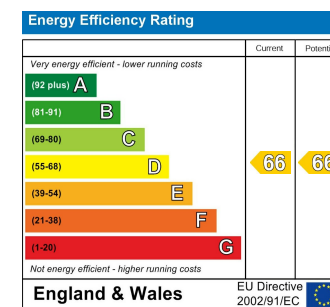 Energy Efficiency Rating
Current Potenti
Very energy efficient - lower running costs
(92 plus) A
(81-91) B
(69-80) C
(55-68) D 66 66
(39-54) E
(21-38) F
(1-20) G
Not energy efficient - higher running costs
England & Wales
EU Directive
2002/91/EC